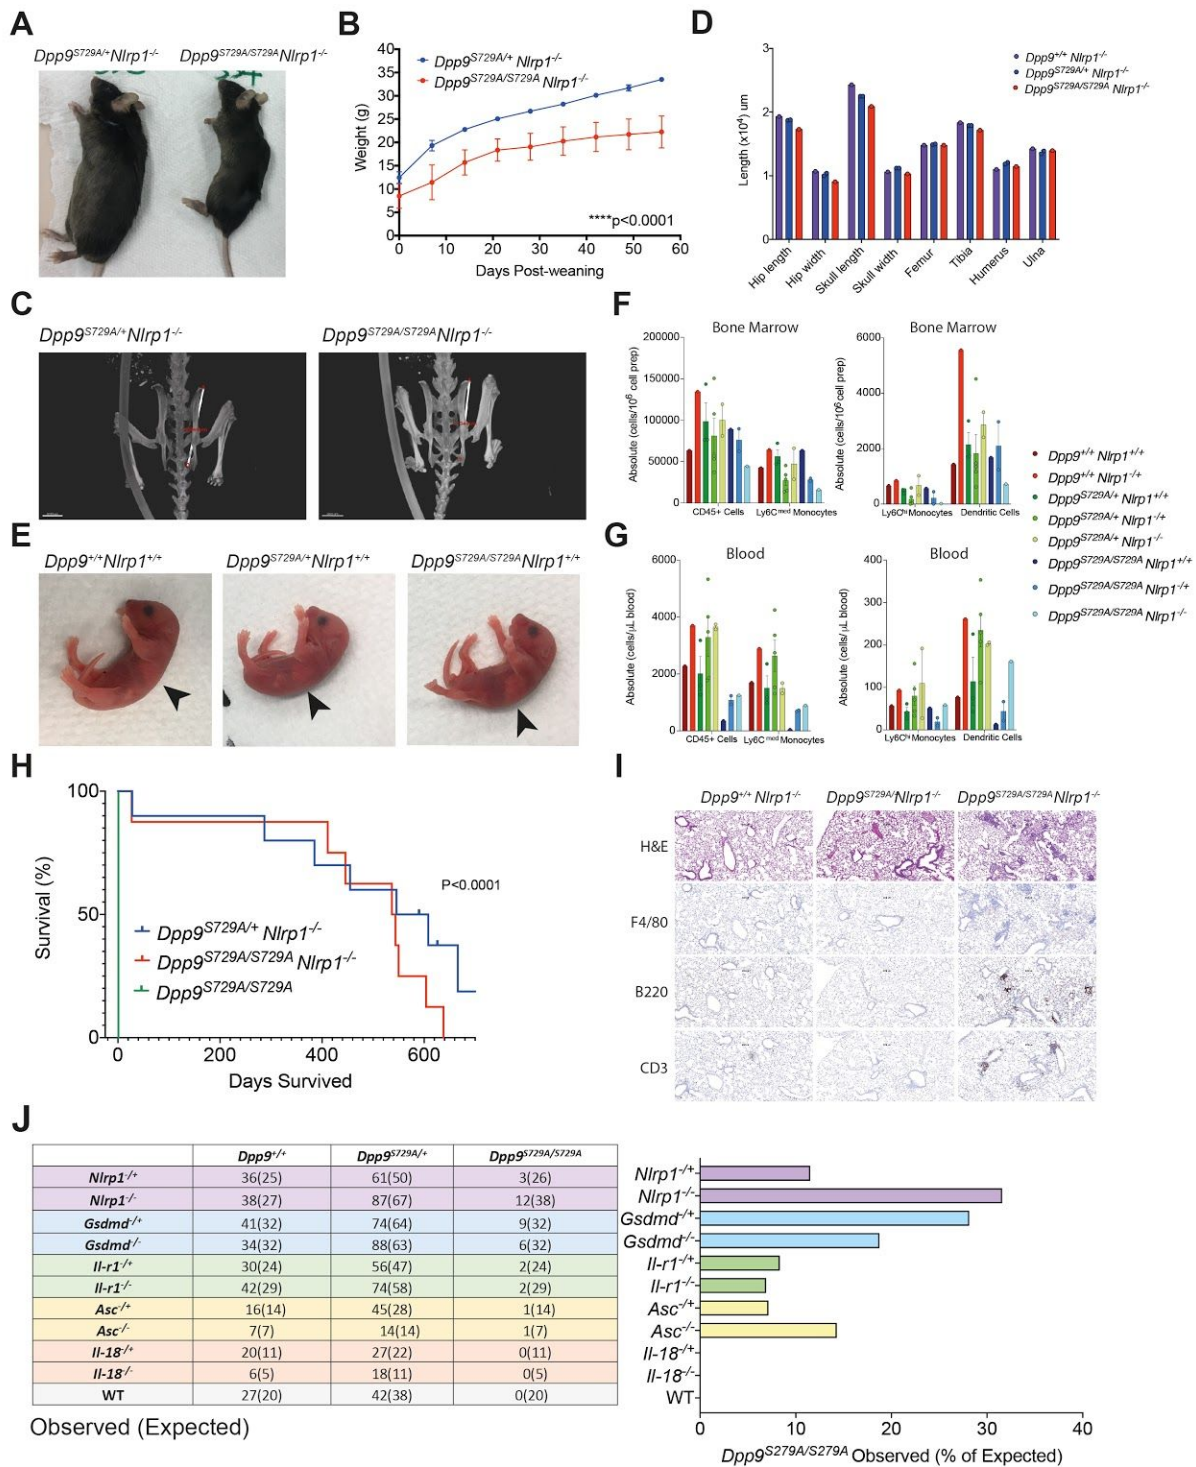 A
Dpp9S729A/+Nlrp1-/-
Dpp9S729A/S729ANlrp1-/-
B
Weight (g)
40
35
30
25
20
15
10
5
0
Dpp9S729A/+ Nlrp1-/-
Dpp9S729A/S729A Nlrp1-/-
****p<0.0001
0 10 20 30 40 50 60
Days Post-weaning
D
Length (x10⁴) um
3
2
1
0
Dpp9+/+ Nlrp1-/-
Dpp9S729A/+ Nlrp1-/-
Dpp9S729A/S729A Nlrp1-/-
Hip length
Hip width
Skull length
Skull width
Femur
Tibia
Humerus
Ulna
C
Dpp9S729A/+Nlrp1-/-
Dpp9S729A/S729ANlrp1-/-
F
Bone Marrow
Absolute (cells/10⁶ cell prep)
200000
150000
100000
50000
0
CD45+ Cells
Ly6Cmed Monocytes
Bone Marrow
Absolute (cells/10⁶ cell prep)
6000
4000
2000
0
Ly6Chi Monocytes
Dendritic Cells
Dpp9+/+ Nlrp1+/+
Dpp9+/+ Nlrp1-/+
Dpp9S729A/+ Nlrp1+/+
Dpp9S729A/+ Nlrp1-/+
Dpp9S729A/+ Nlrp1-/-
Dpp9S729A/S729A Nlrp1+/+
Dpp9S729A/S729A Nlrp1-/+
Dpp9S729A/S729A Nlrp1-/-
E
Dpp9+/+Nlrp1+/+
Dpp9S729A/+Nlrp1+/+
Dpp9S729A/S729ANlrp1+/+
G
Blood
Absolute (cells/μL blood)
6000
4000
2000
0
CD45+ Cells
Ly6C med Monocytes
Blood
Absolute (cells/ μL blood)
400
300
200
100
0
Ly6Chi Monocytes
Dendritic Cells
H
Survival (%)
100
50
0
P<0.0001
Dpp9S729A/+ Nlrp1-/-
Dpp9S729A/S729A Nlrp1-/-
Dpp9S729A/S729A
0 200 400 600
Days Survived
I
Dpp9+/+ Nlrp1-/-
Dpp9S729A/Nlrp1-/-
Dpp9S729A/S729ANlrp1-/-
H&E
F4/80
B220
CD3
J
Dpp9+/+ Dpp9S729A/+ Dpp9S729A/S729A
Nlrp1-/+ 36(25) 61(50) 3(26)
Nlrp1-/- 38(27) 87(67) 12(38)
Gsdmd-/+ 41(32) 74(64) 9(32)
Gsdmd-/- 34(32) 88(63) 6(32)
Il-r1-/+ 30(24) 56(47) 2(24)
Il-r1-/- 42(29) 74(58) 2(29)
Asc-/+ 16(14) 45(28) 1(14)
Asc-/- 7(7) 14(14) 1(7)
Il-18-/+ 20(11) 27(22) 0(11)
Il-18-/- 6(5) 18(11) 0(5)
WT 27(20) 42(38) 0(20)
Observed (Expected)
Nlrp1-/+
Nlrp1-/-
Gsdmd-/+
Gsdmd-/-
Il-r1-/+
Il-r1-/-
Asc-/+
Asc-/-
Il-18-/+
Il-18-/-
WT
0 10 20 30 40
Dpp9S279A/S279A Observed (% of Expected)